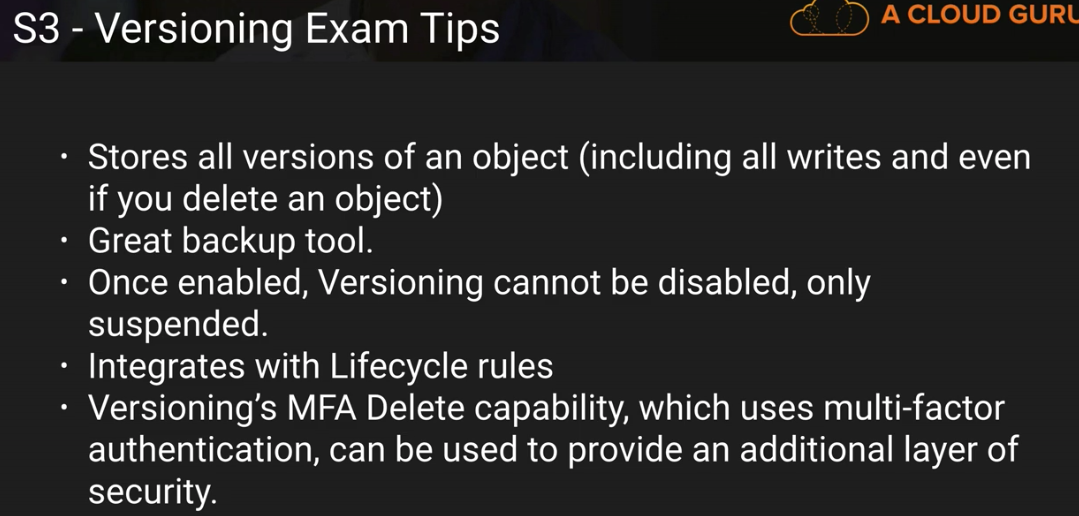 S3 - Versioning Exam Tips
A CLOUD GURU
• Stores all versions of an object (including all writes and even
if you delete an object)
• Great backup tool.
• Once enabled, Versioning cannot be disabled, only
suspended.
• Integrates with Lifecycle rules
• Versioning’s MFA Delete capability, which uses multi-factor
authentication, can be used to provide an additional layer of
security.